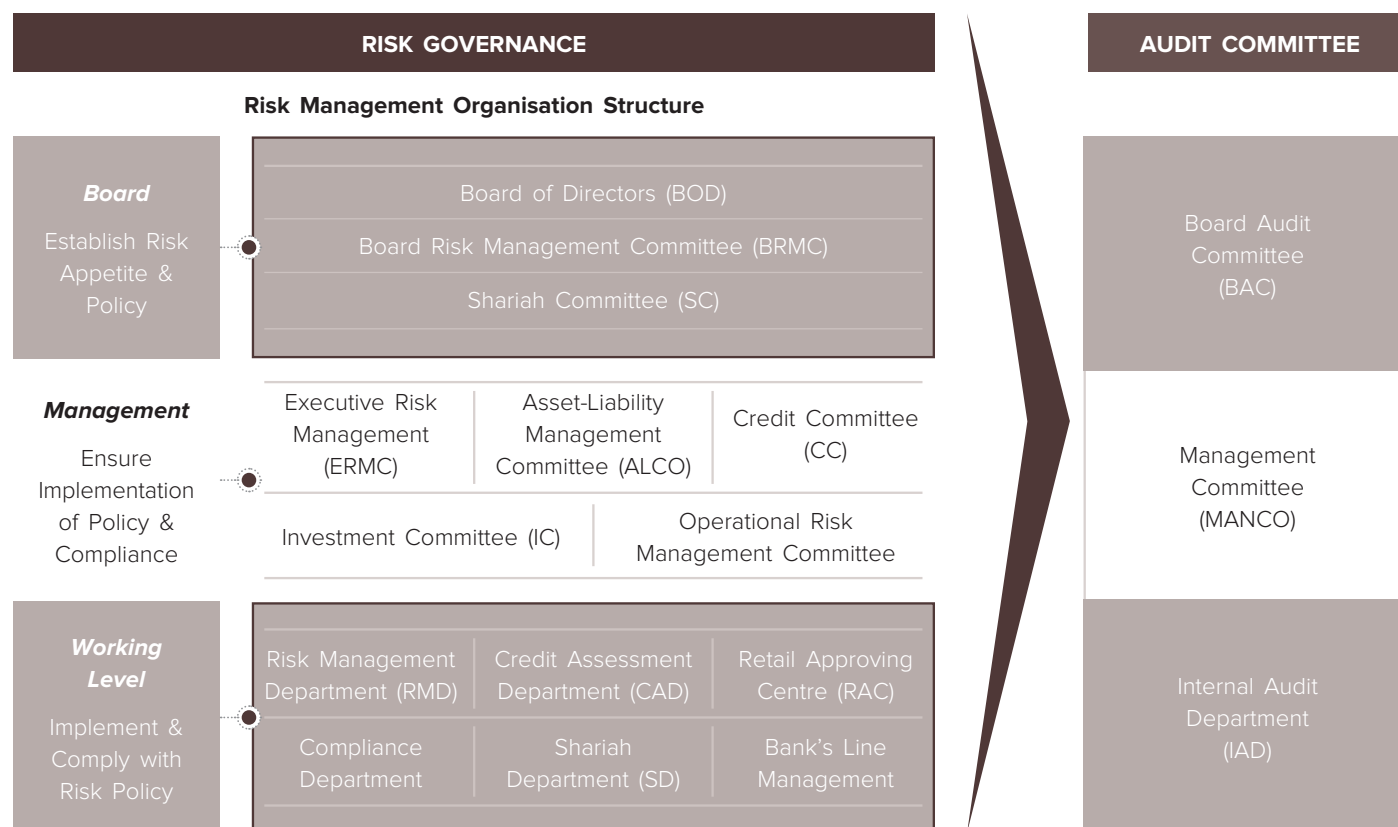 RISK GOVERNANCE
AUDIT COMMITTEE
Risk Management Organisation Structure
Board
Establish Risk
Appetite &
Policy
Board of Directors (BOD)
Board Risk Management Committee (BRMC)
Shariah Committee (SC)
Board Audit
Committee
(BAC)
Management
Ensure
Implementation
of Policy &
Compliance
Executive Risk
Management
(ERMC)
Asset-Liability
Management
Committee (ALCO)
Credit Committee
(CC)
Investment Committee (IC)
Operational Risk
Management Committee
Management
Committee
(MANCO)
Working
Level
Implement &
Comply with
Risk Policy
Risk Management
Department (RMD)
Credit Assessment
Department (CAD)
Retail Approving
Centre (RAC)
Compliance
Department
Shariah
Department (SD)
Bank's Line
Management
Internal Audit
Department
(IAD)